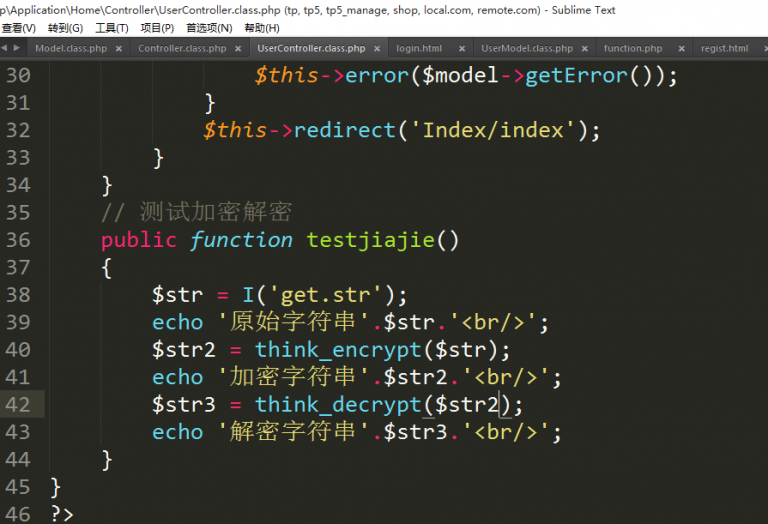 p\Application\Home\Controller\UserController.class.php (tp, tp5, tp5_manage, shop, local.com, remote.com) - Sublime Text
查看(V) 转到(G) 工具(T) 项目(P) 首选项(N) 帮助(H)
Model.class.php × Controller.class.php × UserController.class.php × login.html × UserModel.class.php × function.php × regist.html ×
30 $this->error($model->getError());
31 }
32 $this->redirect('Index/index');
33 }
34 }
35 // 测试加密解密
36 public function testjiajie()
37 {
38 $str = I('get.str');
39 echo '原始字符串'.$str.'<br/>';
40 $str2 = think_encrypt($str);
41 echo '加密字符串'.$str2.'<br/>';
42 $str3 = think_decrypt($str2);
43 echo '解密字符串'.$str3.'<br/>';
44 }
45 }
46 ?>